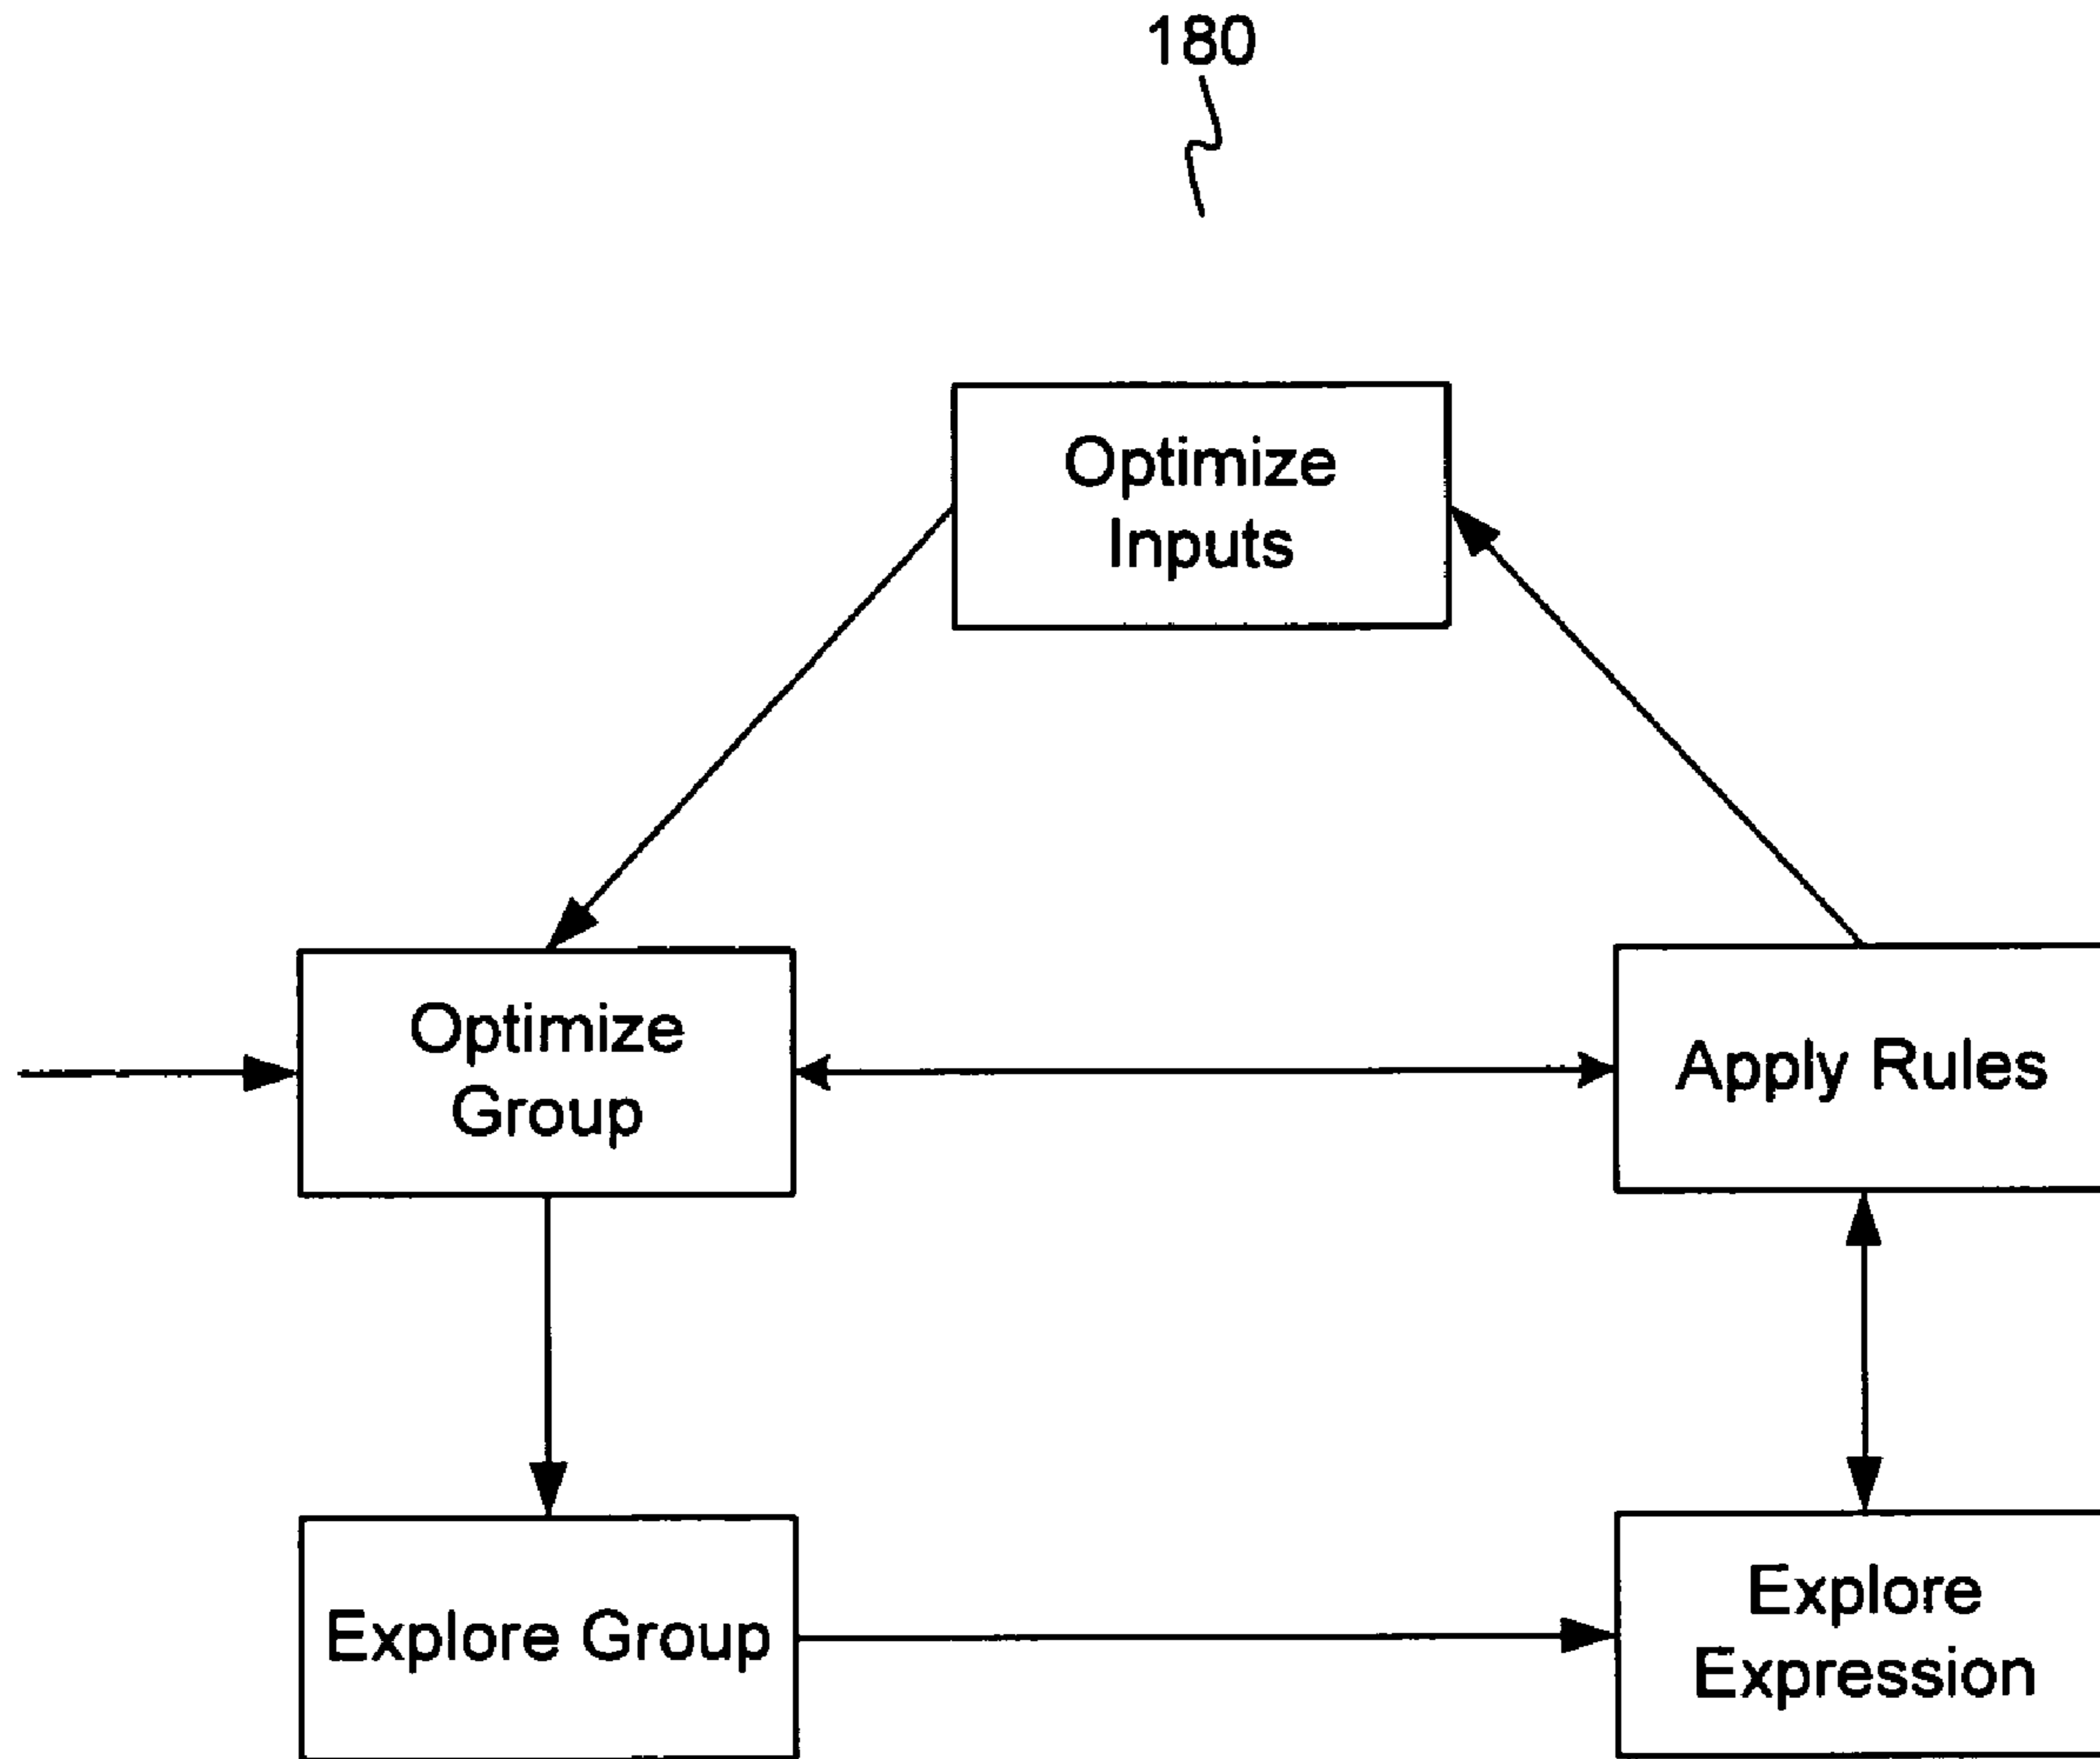 180
Optimize
Inputs
Optimize
Group
Apply Rules
Explore Group
Explore
Expression